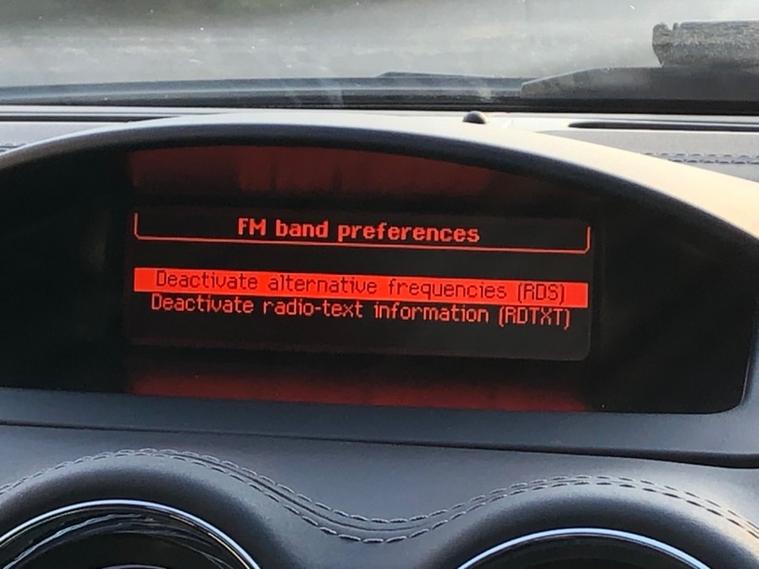 FM band preferences
Deactivate alternative frequencies (RDS)
Deactivate radio-text information (RDTXT)